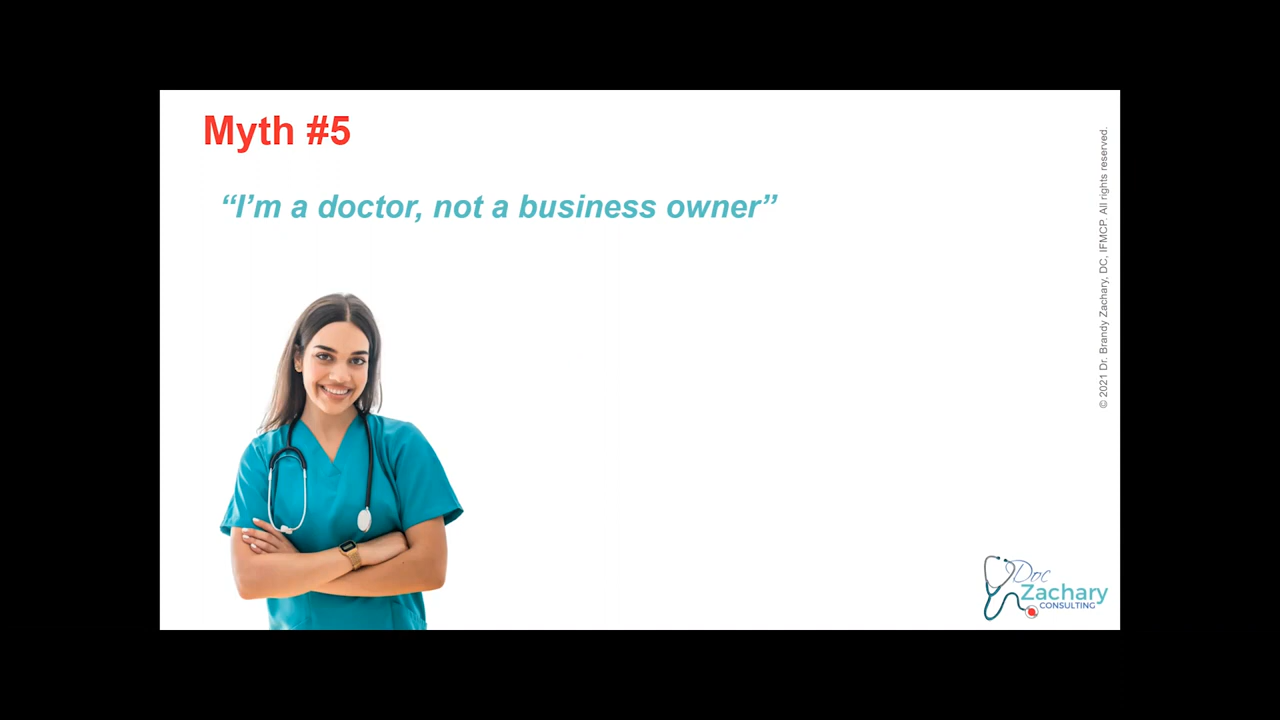 Myth #5
“I’m a doctor, not a business owner”
© 2021 Dr. Brandy Zachary, DC, IFMCP. All rights reserved.
Doc
Zachary
CONSULTING